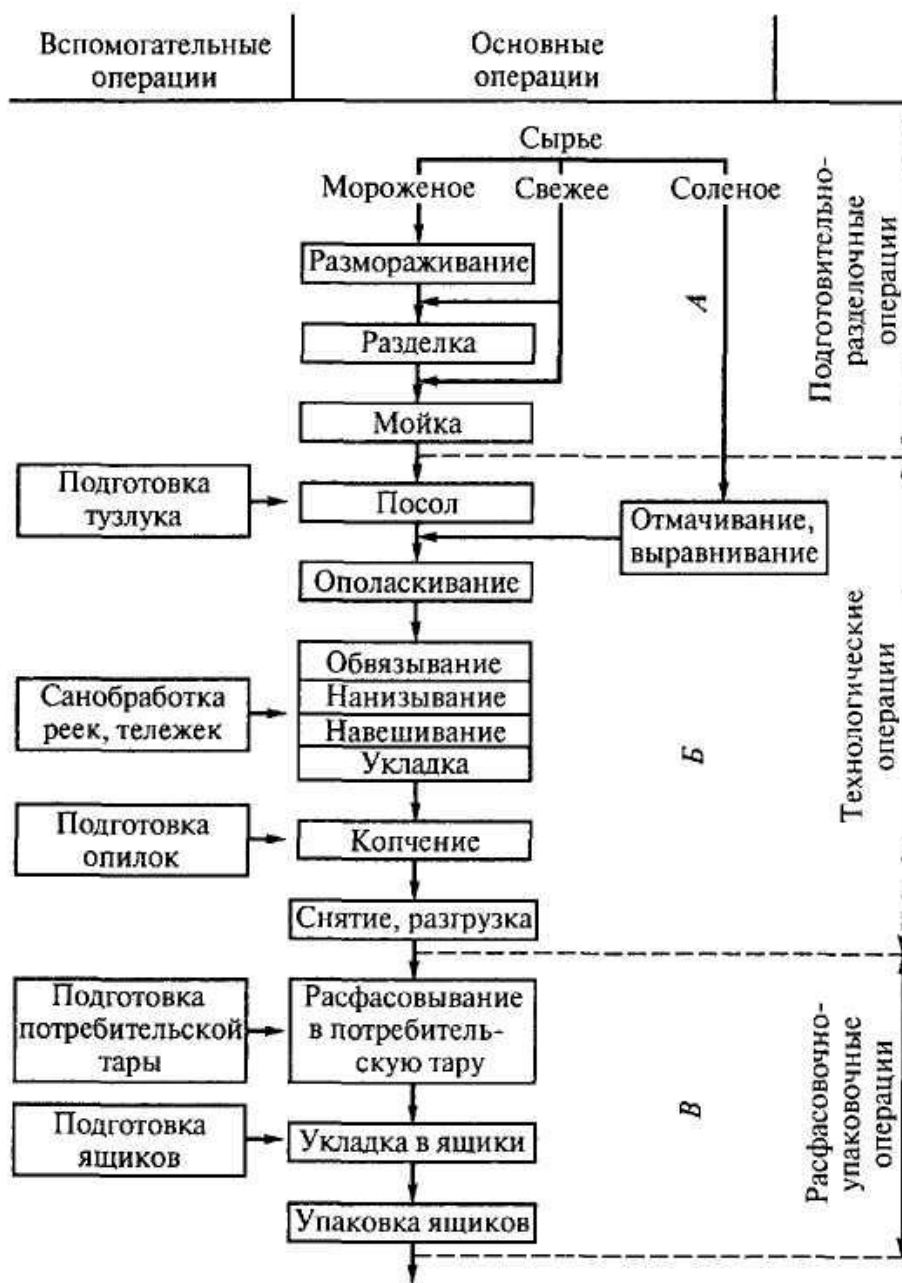 Вспомогательные
операции
Основные
операции
Сырье
Мороженое
Свежее
Соленое
Размораживание
Разделка
Мойка
А
Подготовительно-
разделочные
операции
Подготовка
тузлука
Посол
Отмачивание,
выравнивание
Ополаскивание
Обвязывание
Нанизывание
Навешивание
Укладка
Санобработка
реек, тележек
Б
Технологические
операции
Подготовка
опилок
Копчение
Снятие, разгрузка
Подготовка
потребительской
тары
Расфасовывание
в потребитель-
скую тару
В
Расфасовочно-
упаковочные
операции
Подготовка
ящиков
Укладка в ящики
Упаковка ящиков